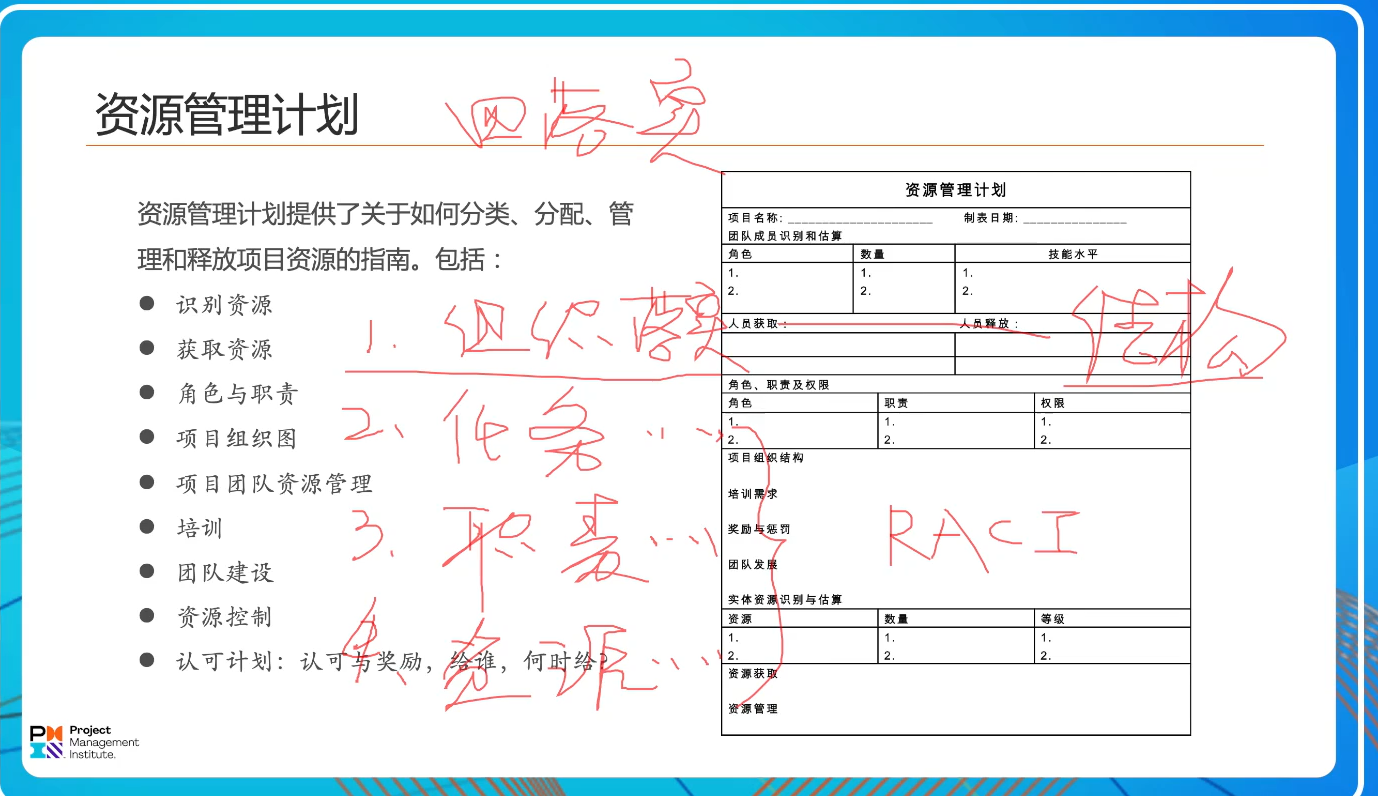 资源管理计划
四落实
资源管理计划提供了关于如何分类、分配、管
理和释放项目资源的指南。包括：
● 识别资源
● 获取资源
● 角色与职责
● 项目组织图
● 项目团队资源管理
● 培训
● 团队建设
● 资源控制
● 认可计划：认可与奖励，给谁，何时给？
1. 组织落实
2、任务 ……
3. 职责 ……
4、资源 ……
资源管理计划
项目名称: ______________________ 制表日期: ________________
团队成员识别和估算
角色 数量 技能水平
1. 1. 1.
2. 2. 2.
人员获取： 人员释放：
结构
角色、职责及权限
角色 职责 权限
1. 1. 1.
2. 2. 2.
项目组织结构
培训需求
奖励与惩罚
RACI
团队发展
实体资源识别与估算
资源 数量 等级
1. 1. 1.
2. 2. 2.
资源获取
资源管理
Project
Management
Institute.